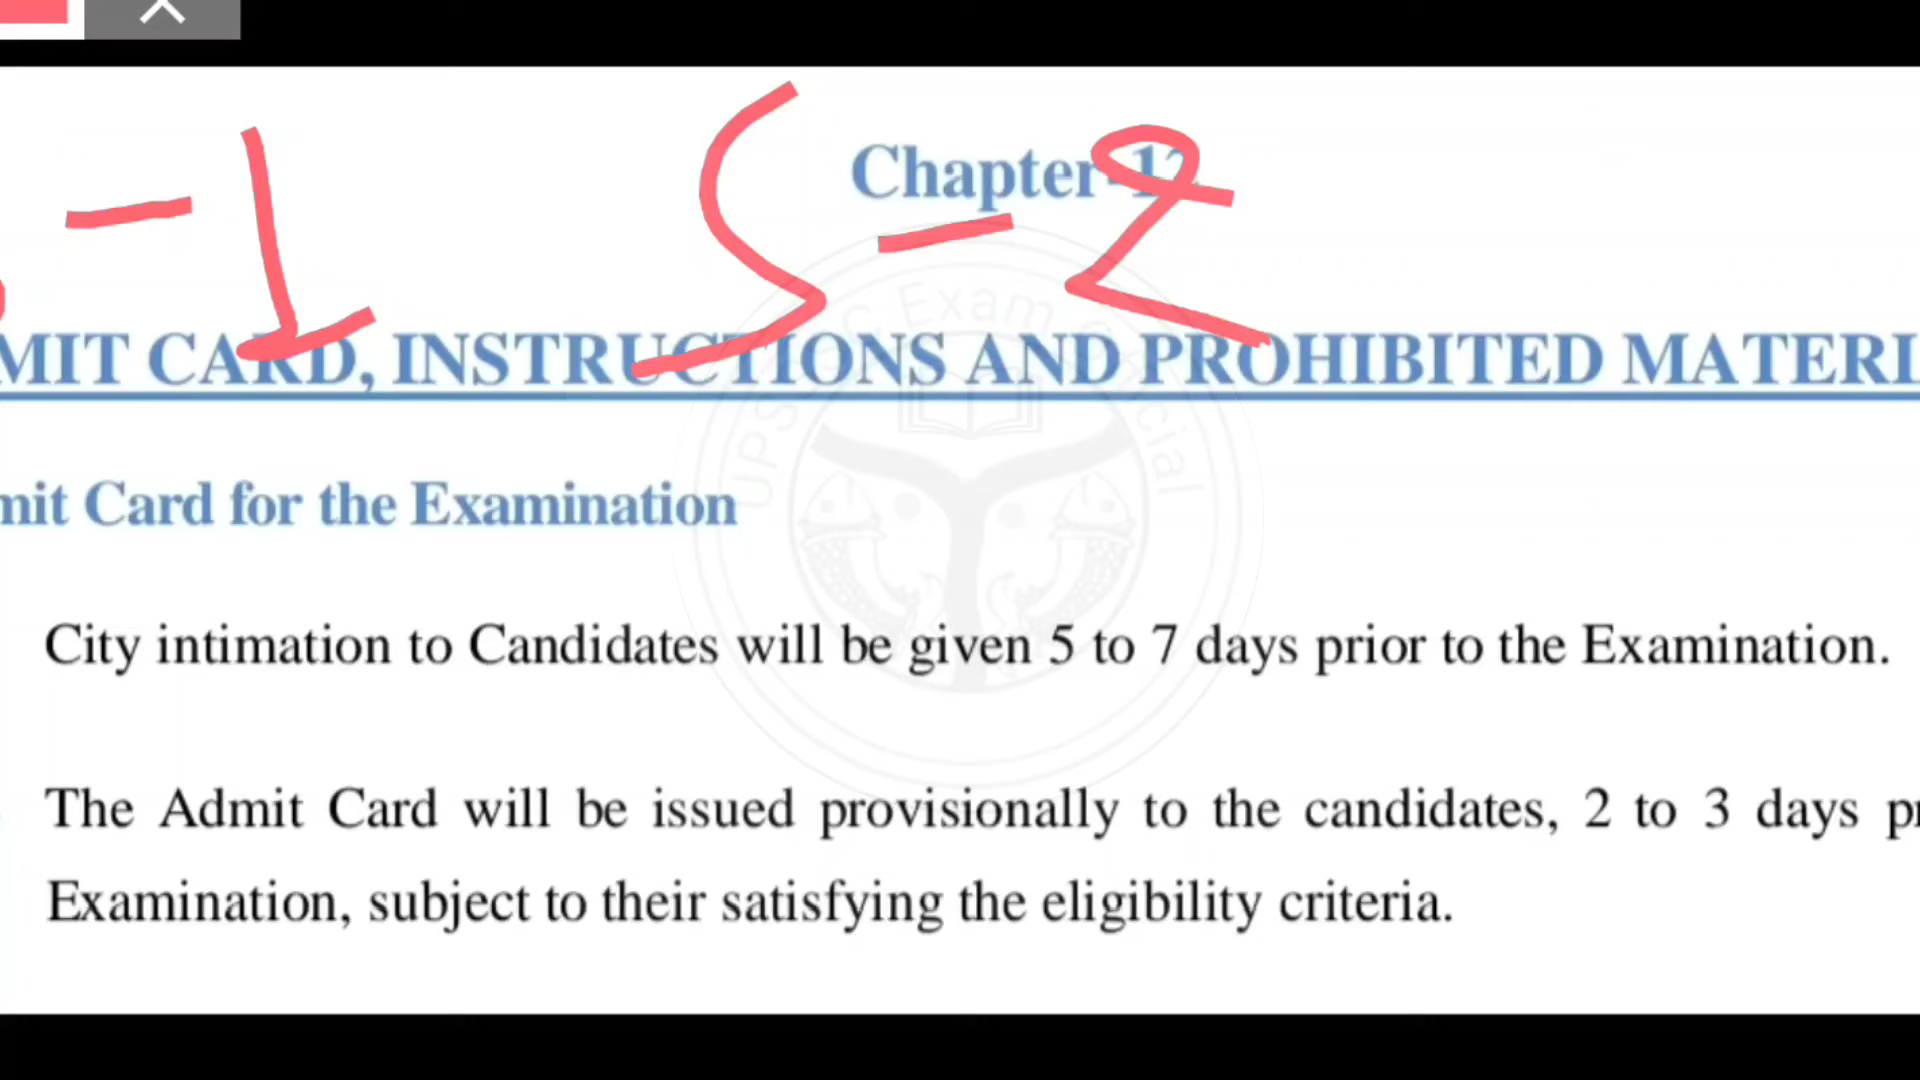 -1 S-2
Chapter-12
MIT CARD, INSTRUCTIONS AND PROHIBITED MATERI
mit Card for the Examination
City intimation to Candidates will be given 5 to 7 days prior to the Examination.
The Admit Card will be issued provisionally to the candidates, 2 to 3 days pr
Examination, subject to their satisfying the eligibility criteria.